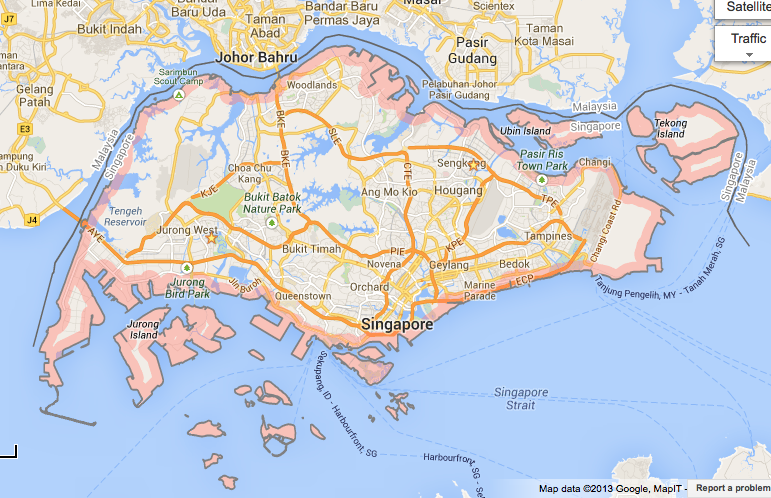 Lima Kedai
Bandar
Baru Uda
Bandar Baru
Permas Jaya
Masai
Scientex
Satellite
Bukit Indah
Taman
Abad
Taman
Kota Masai
Traffic
Johor Bahru
Pasir
Gudang
Gelang
Patah
Sarimbun
Scout Camp
Woodlands
Pelabuhan Johor
Pasir Gudang
Malaysia
Singapore
E3
BKE
SLE
Ubin Island
Tekong
Island
Malaysia
Singapore
Kampung
Dan Duku Kiri
BKE
CTE
Sengkang
Pasir Ris
Town Park
Changi
Singapore
Malaysia
Choa Chu
Kang
Ang Mo Kio
Hougang
KJE
Bukit Batok
Nature Park
TPE
Tengeh
Reservoir
J4
AYE
Jurong West
Bukit Timah
PIE
KPE
Tampines
Changi Coast Rd
Novena
Geylang
Bedok
Jurong
Bird Park
Jln Buroh
Queenstown
Orchard
Marine
Parade
LECP
Tanjung Pengelih, MY - Tanah Merah, SG
Jurong
Island
Singapore
Sekupang, ID - Harbourfront, SG
Singapore
Strait
Harbourfront, SG - Se
Map data ©2013 Google, MapIT -
Report a problem